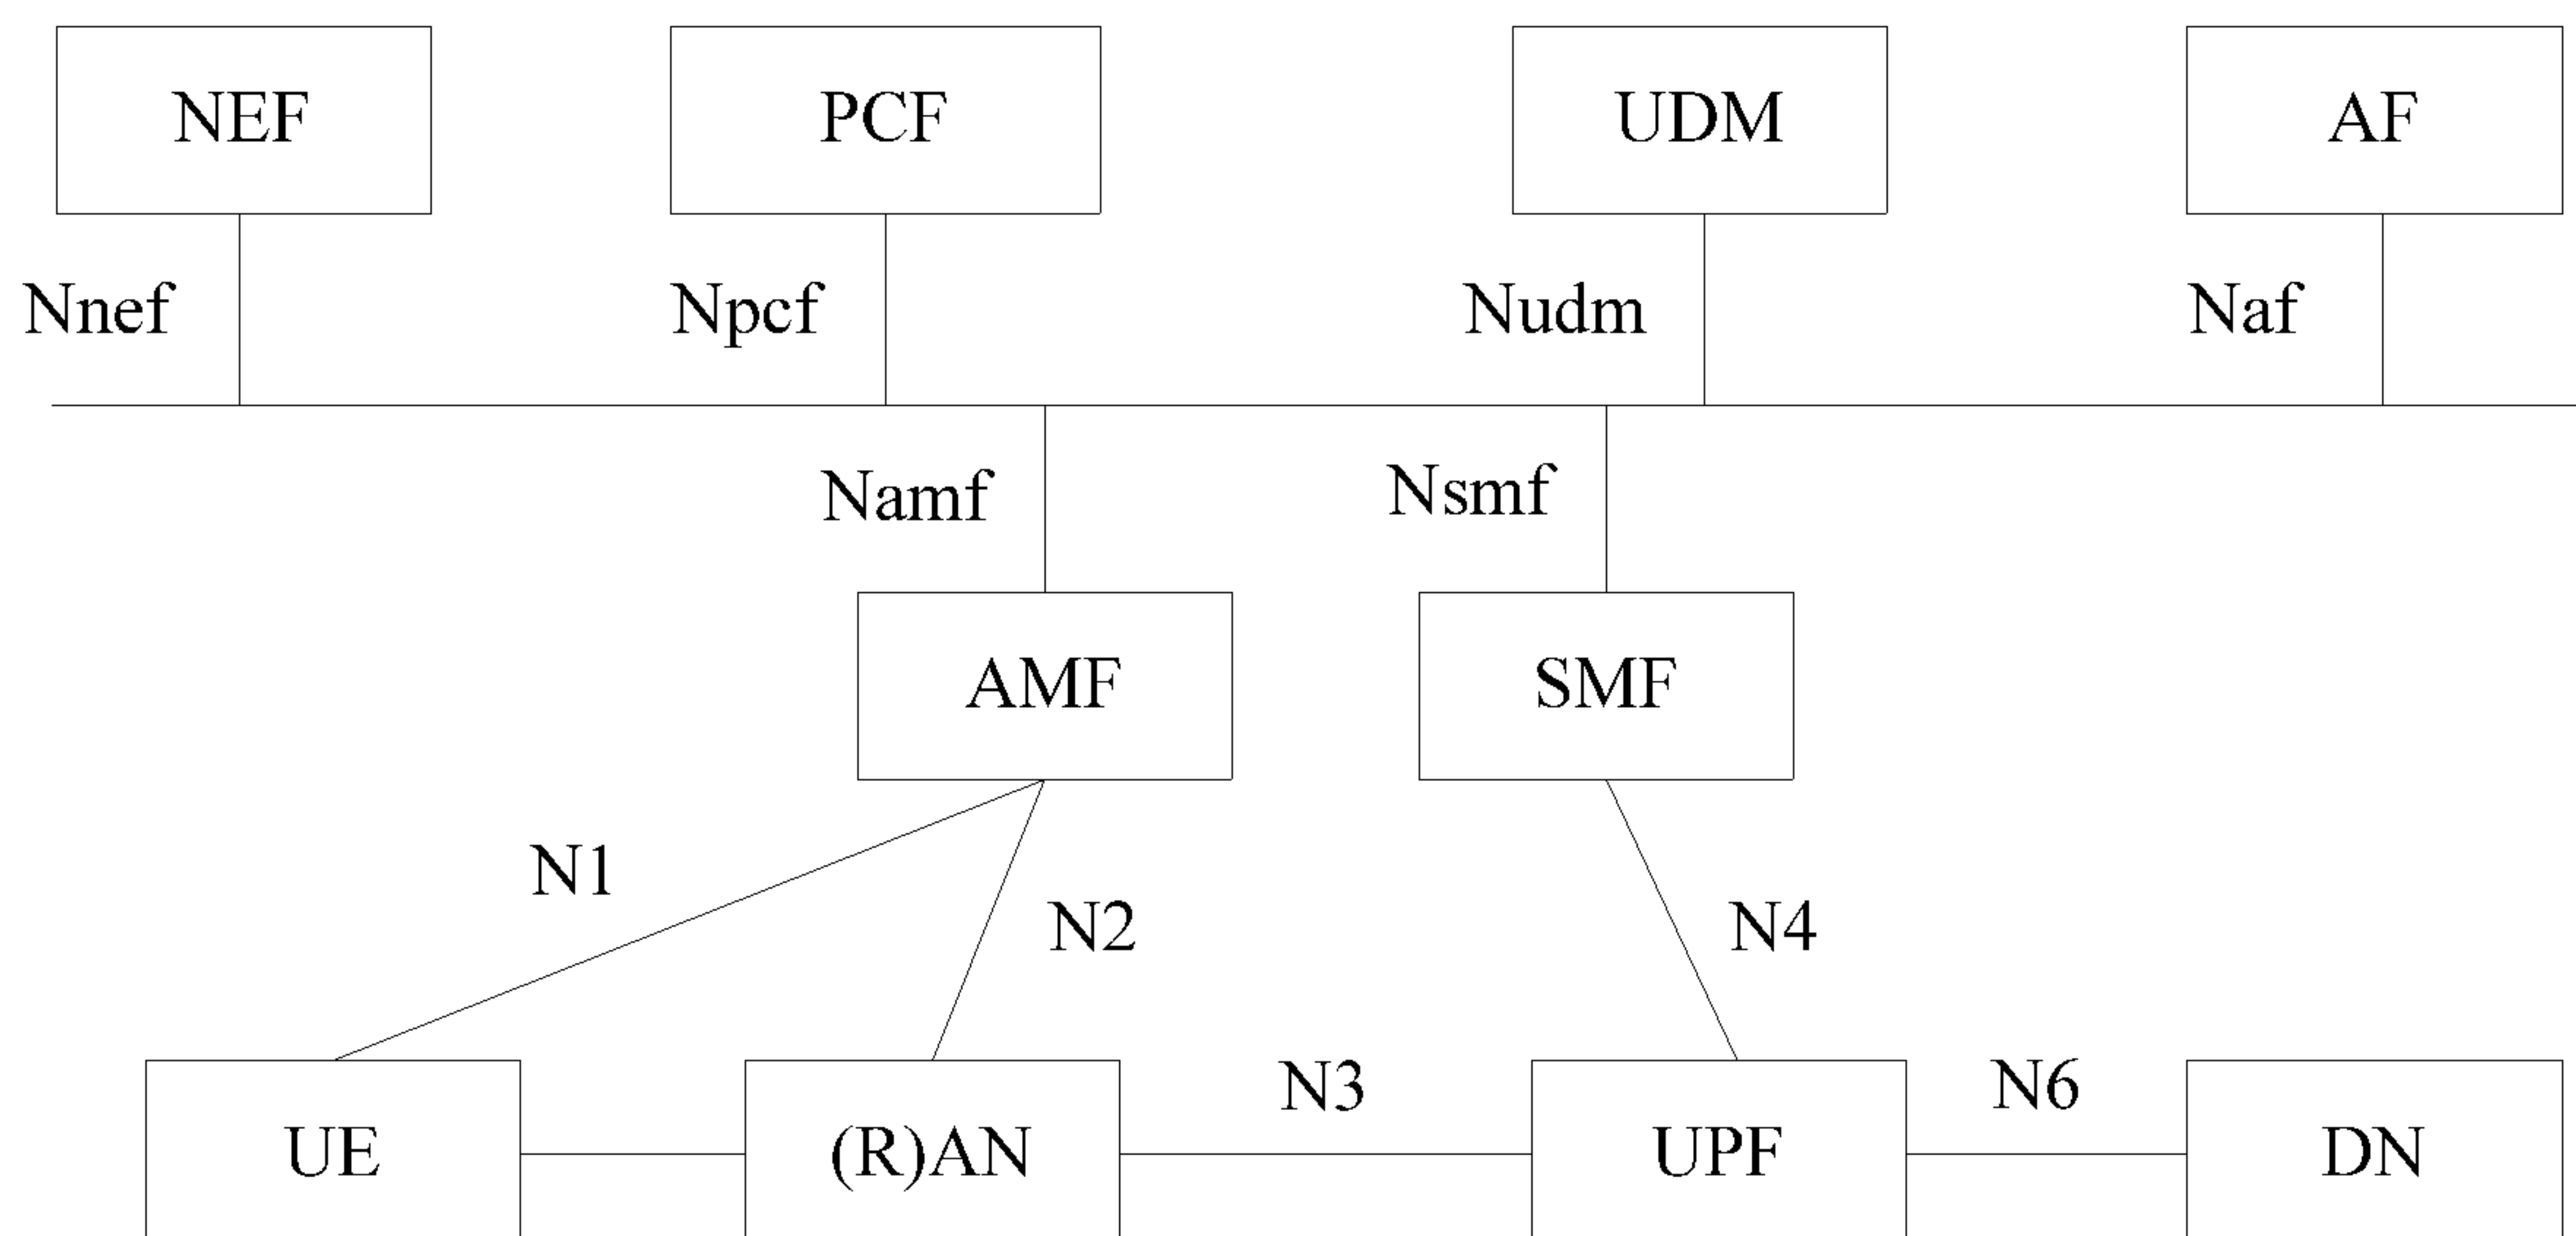 NEF PCF UDM AF
Nnef Npcf Nudm Naf
Namf Nsmf
AMF SMF
N1
N2 N4
N3 N6
UE (R)AN UPF DN